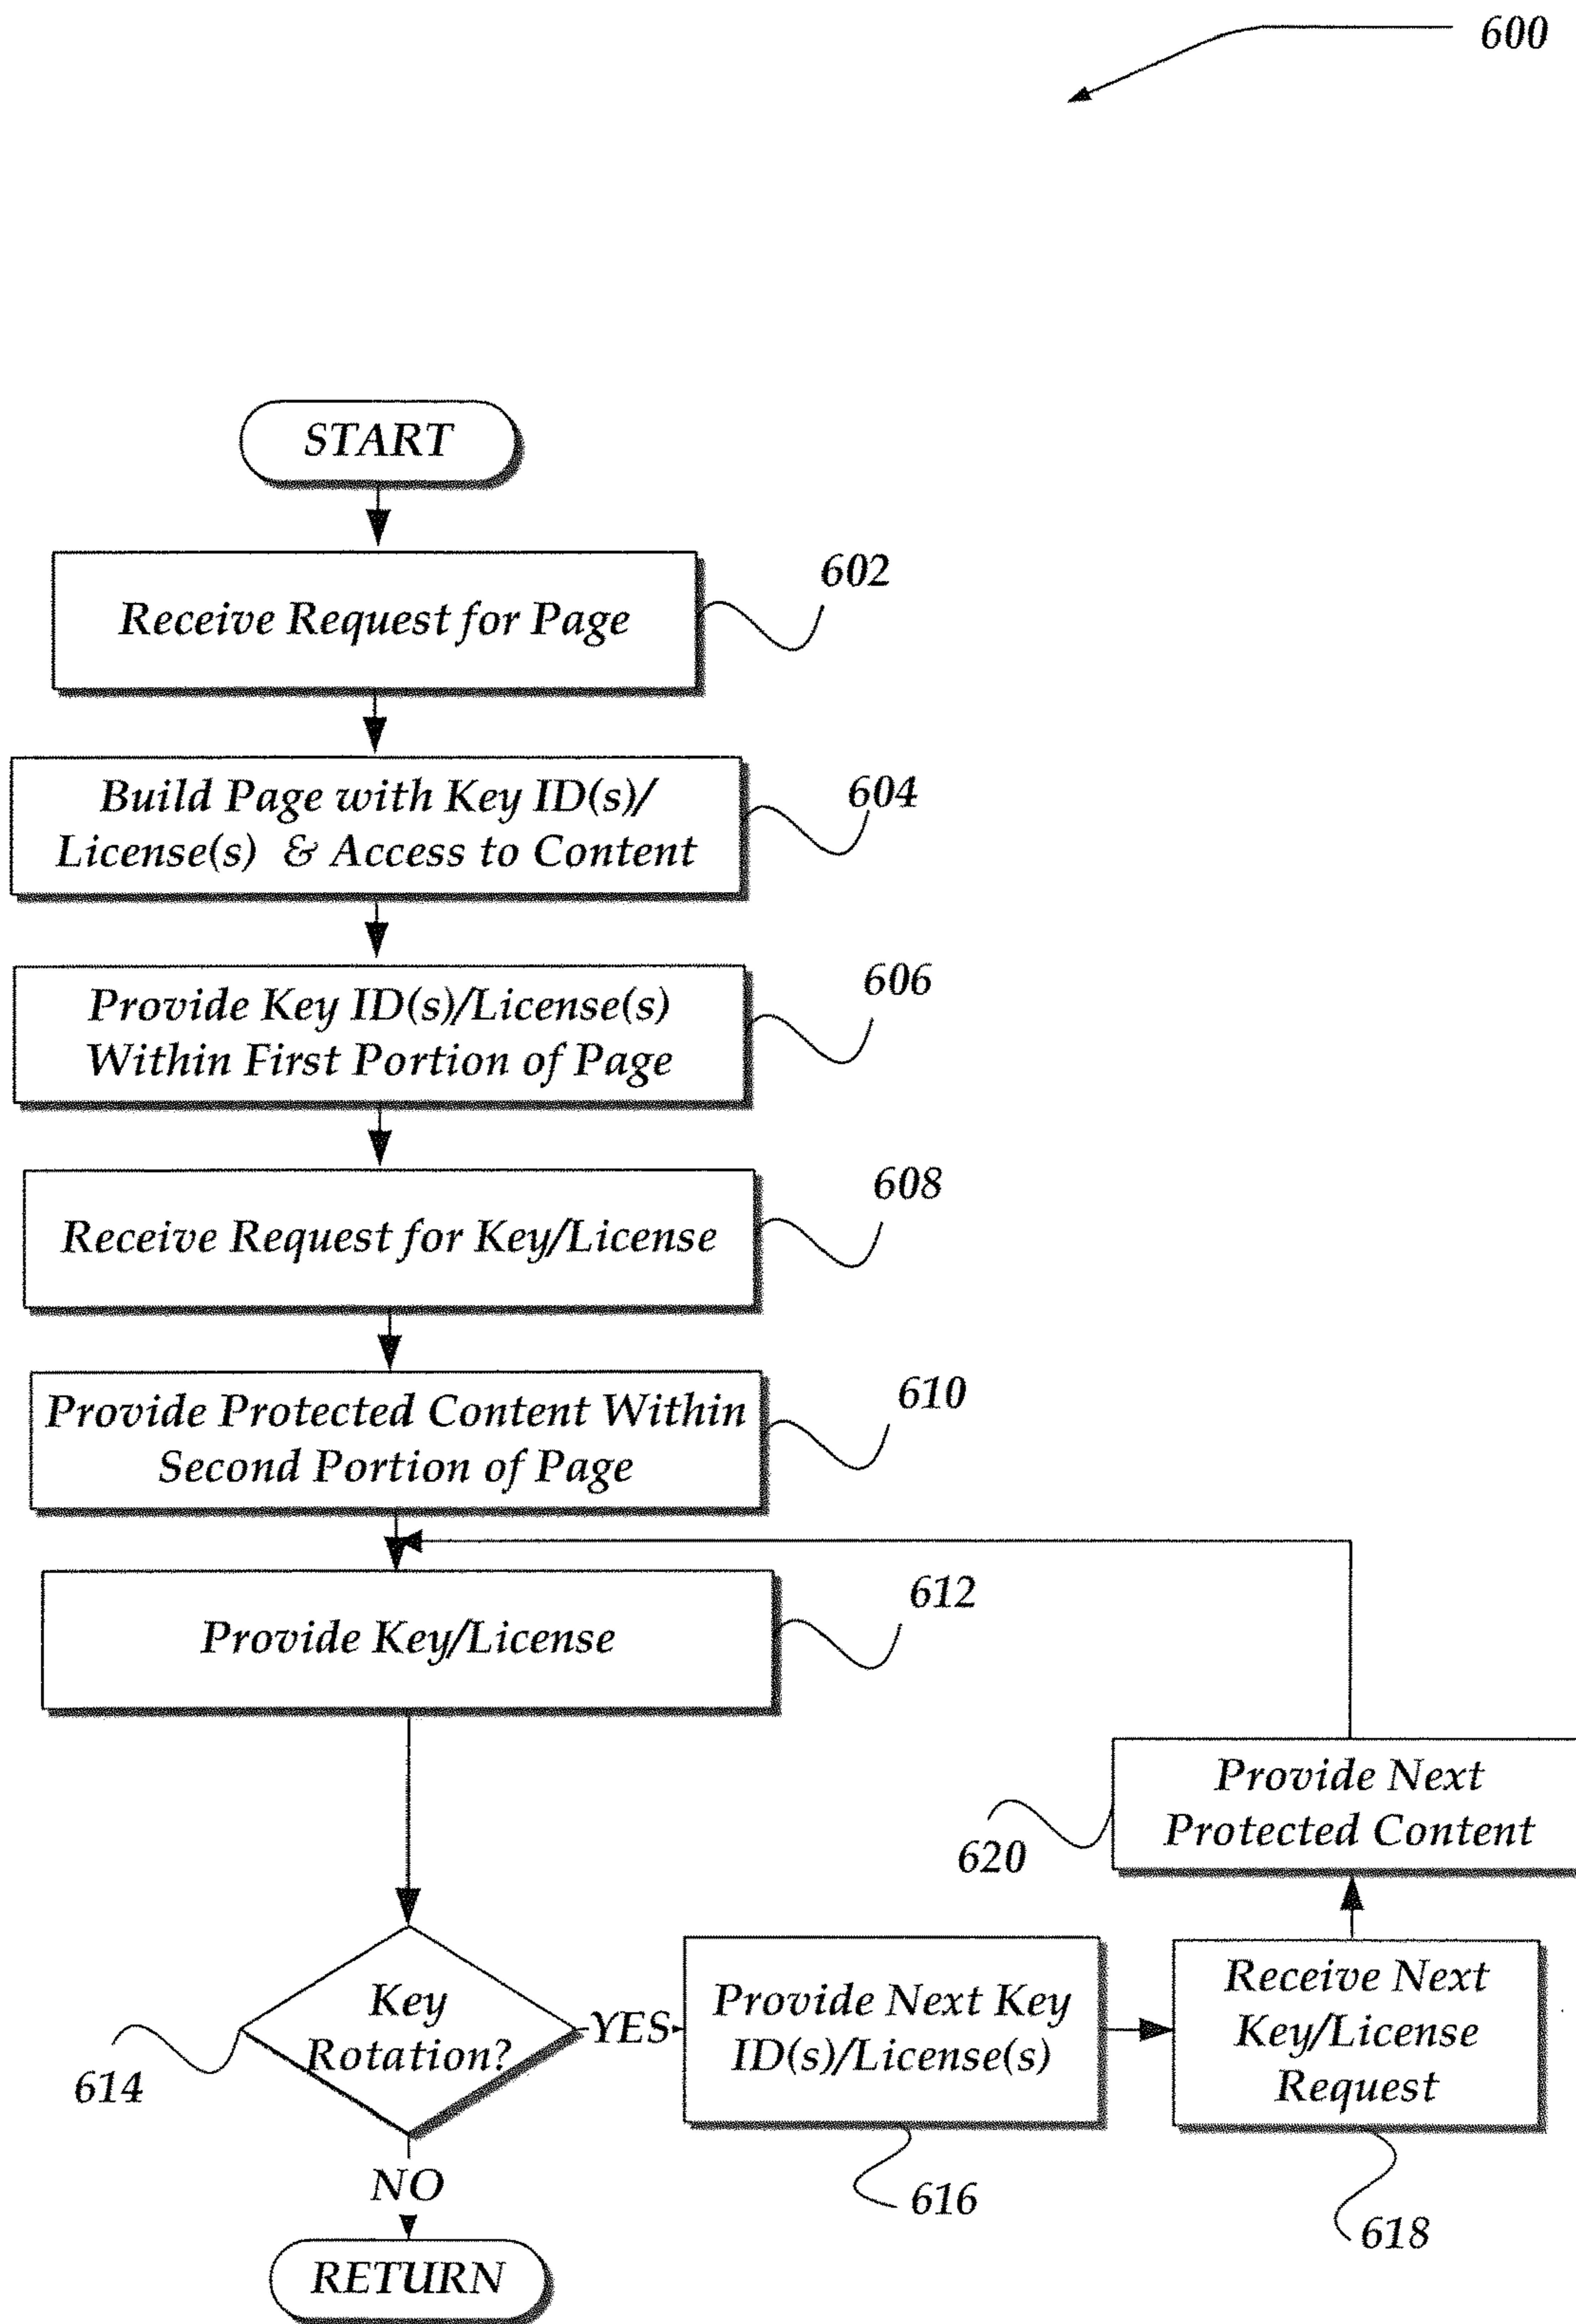 600
START
Receive Request for Page
602
Build Page with Key ID(s)/
License(s) & Access to Content
604
Provide Key ID(s)/License(s)
Within First Portion of Page
606
Receive Request for Key/License
608
Provide Protected Content Within
Second Portion of Page
610
Provide Key/License
612
Key
Rotation?
614
YES
Provide Next Key
ID(s)/License(s)
616
Receive Next
Key/License
Request
618
Provide Next
Protected Content
620
NO
RETURN